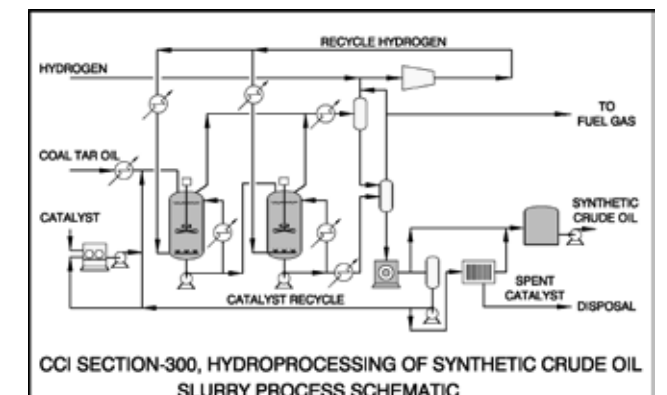 RECYCLE HYDROGEN
HYDROGEN
TO
FUEL GAS
COAL TAR OIL
CATALYST
SYNTHETIC
CRUDE OIL
SPENT
CATALYST
CATALYST RECYCLE
DISPOSAL
CCI SECTION-300, HYDROPROCESSING OF SYNTHETIC CRUDE OIL
SLURRY PROCESS SCHEMATIC